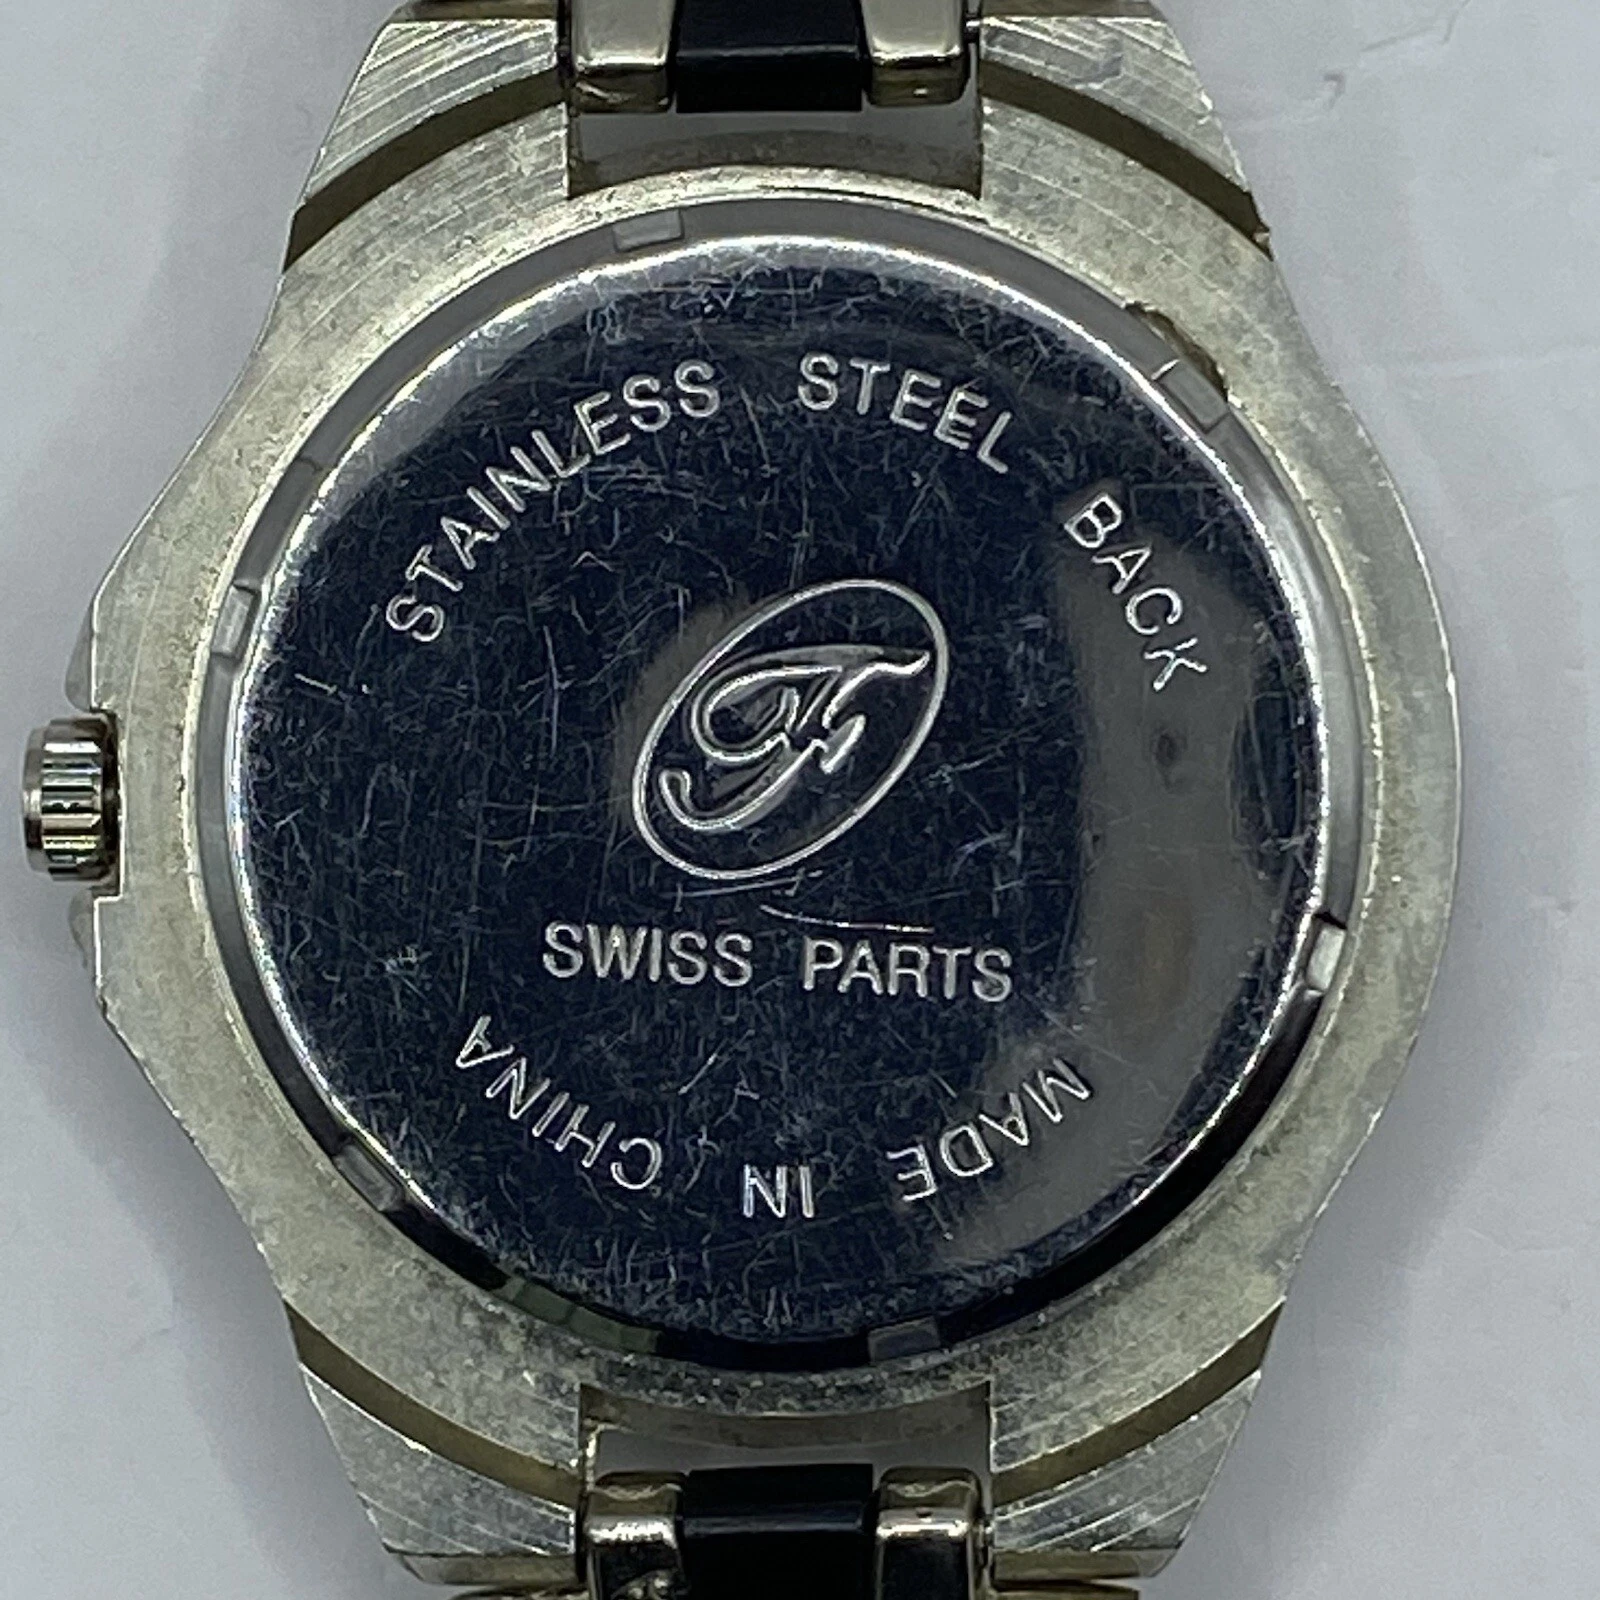 STAINLESS STEEL BACK
F
SWISS PARTS
MADE IN CHINA